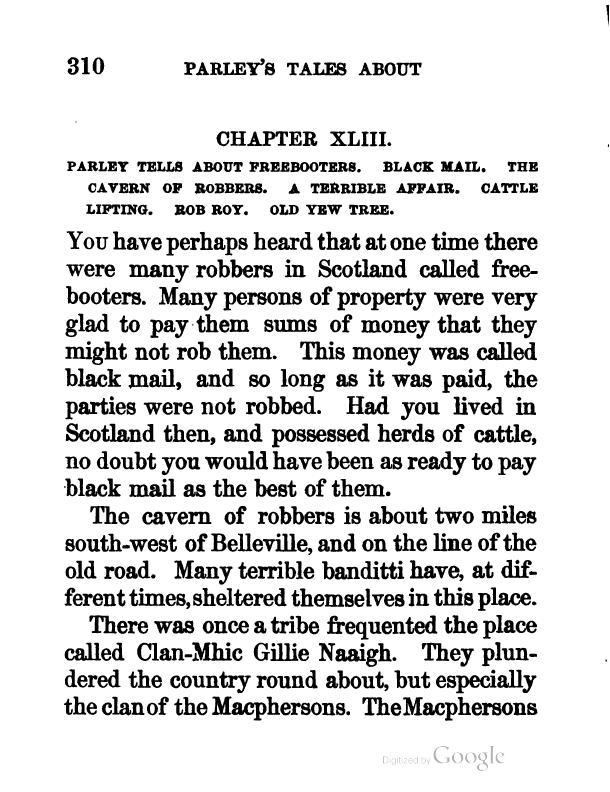 310 PARLEY'S TALES ABOUT
CHAPTER XLIII.
PARLEY TELLS ABOUT FREEBOOTERS. BLACK MAIL. THE
CAVERN OF ROBBERS. A TERRIBLE AFFAIR. CATTLE
LIFTING. ROB ROY. OLD YEW TREE.
You have perhaps heard that at one time there
were many robbers in Scotland called free-
booters. Many persons of property were very
glad to pay them sums of money that they
might not rob them. This money was called
black mail, and so long as it was paid, the
parties were not robbed. Had you lived in
Scotland then, and possessed herds of cattle,
no doubt you would have been as ready to pay
black mail as the best of them.
The cavern of robbers is about two miles
south-west of Belleville, and on the line of the
old road. Many terrible banditti have, at dif-
ferent times, sheltered themselves in this place.
There was once a tribe frequented the place
called Clan-Mhic Gillie Naaigh. They plun-
dered the country round about, but especially
the clan of the Macphersons. The Macphersons
Digitized by Google